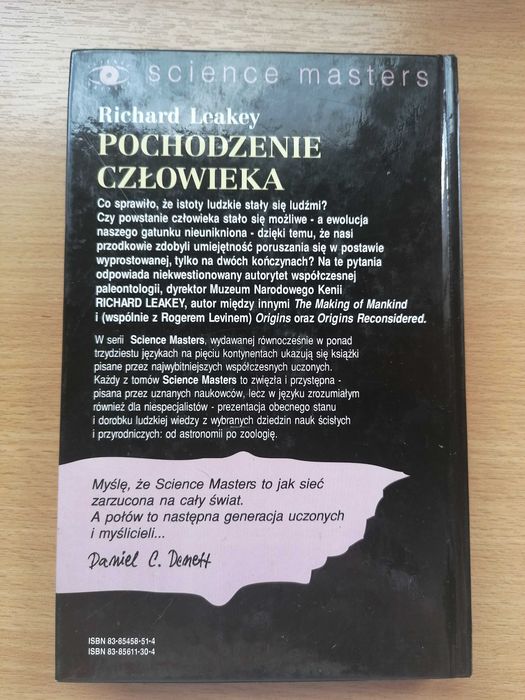 science masters
Richard Leakey
POCHODZENIE
CZŁOWIEKA
Co sprawiło, że istoty ludzkie stały się ludźmi?
Czy powstanie człowieka stało się możliwe - a ewolucja
naszego gatunku nieunikniona - dzięki temu, że nasi
przodkowie zdobyli umiejętność poruszania się w postawie
wyprostowanej, tylko na dwóch kończynach? Na te pytania
odpowiada niekwestionowany autorytet współczesnej
paleontologii, dyrektor Muzeum Narodowego Kenii
RICHARD LEAKEY, autor między innymi The Making of Mankind
i (wspólnie z Rogerem Levinem) Origins oraz Origins Reconsidered.
W serii Science Masters, wydawanej równocześnie w ponad
trzydziestu językach na pięciu kontynentach ukazują się książki
pisane przez najwybitniejszych współczesnych uczonych.
Każdy z tomów Science Masters to zwięzła i przystępna -
pisana przez uznanych naukowców, lecz w języku zrozumiałym
również dla niespecjalistów - prezentacja obecnego stanu
i dorobku ludzkiej wiedzy z wybranych dziedzin nauk ścisłych
i przyrodniczych: od astronomii po zoologię.
Myślę, że Science Masters to jak sieć
zarzucona na cały świat.
A połów to następna generacja uczonych
i myślicieli...
Daniel C. Dennett
ISBN 83-85458-51-4
ISBN 83-85611-30-4